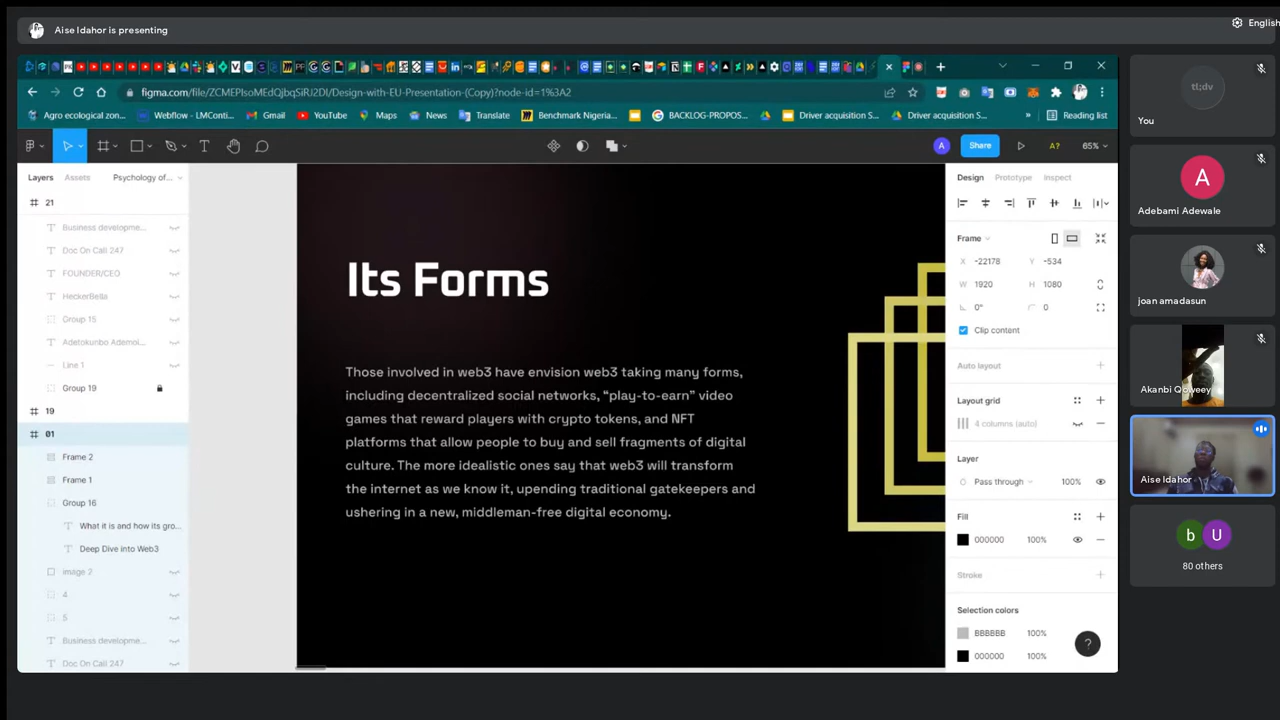 Aise Idahor is presenting
English
figma.com/file/ZCMEPIsoMEdQjbqSiRJ2DI/Design-with-EU-Presentation-(Copy)?node-id=1%3A2
Agro ecological zon...
Webflow - LMConti...
Gmail
YouTube
Maps
News
Translate
Benchmark Nigeria...
BACKLOG-PROPOS...
Driver acquisition S...
Driver acquisition S...
»
Reading list
A
Share
A?
65%
Layers
Assets
Psychology of...
21
Business developme...
Doc On Call 247
FOUNDER/CEO
HeckerBella
Group 15
Adetokunbo Ademoi...
Line 1
Group 19
19
01
Frame 2
Frame 1
Group 16
What it is and how its gro...
Deep Dive into Web3
image 2
4
5
Business developme...
Doc On Call 247
Its Forms
Those involved in web3 have envision web3 taking many forms,
including decentralized social networks, “play-to-earn” video
games that reward players with crypto tokens, and NFT
platforms that allow people to buy and sell fragments of digital
culture. The more idealistic ones say that web3 will transform
the internet as we know it, upending traditional gatekeepers and
ushering in a new, middleman-free digital economy.
Design
Prototype
Inspect
Frame
X -22178 Y -534
W 1920 H 1080
0° 0
Clip content
Auto layout
Layout grid
4 columns (auto)
Layer
Pass through 100%
Fill
000000 100%
Stroke
Selection colors
BBBBBB 100%
000000 100%
?
tl;dv
You
A
Adebami Adewale
joan amadasun
Akanbi Qoweey
Aise Idahor
b U
80 others